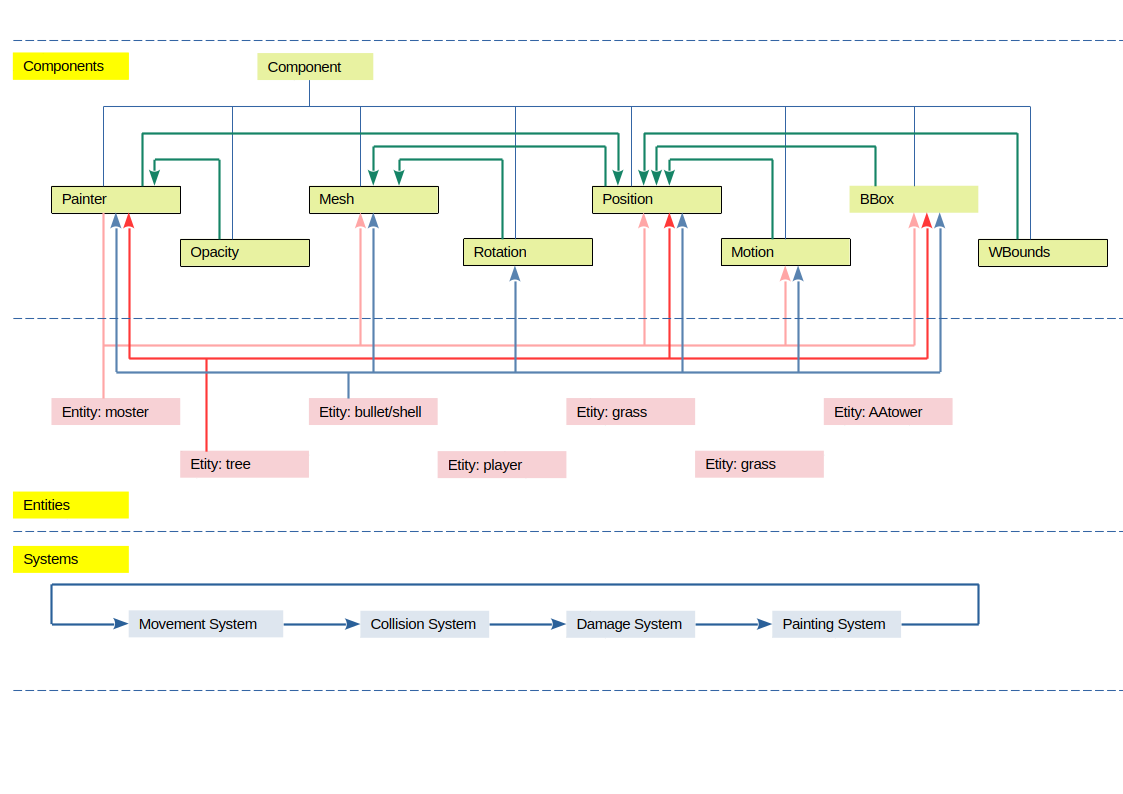 Components
Component
Painter
Mesh
Position
BBox
Opacity
Rotation
Motion
WBounds
Entity: moster
Etity: bullet/shell
Etity: grass
Etity: AAtower
Etity: tree
Etity: player
Etity: grass
Entities
Systems
Movement System
Collision System
Damage System
Painting System